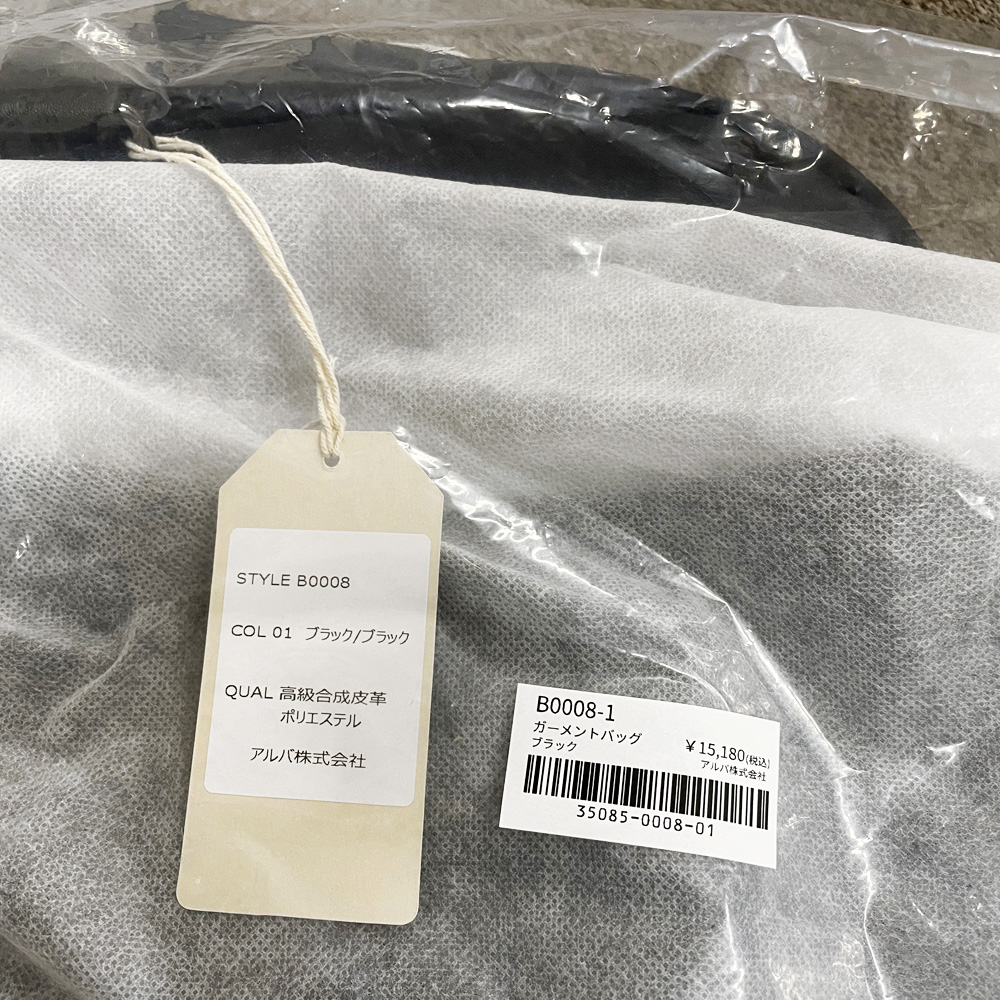 STYLE B0008
COL 01 ブラック/ブラック
QUAL 高級合成皮革
ポリエステル
アルバ株式会社
B0008-1
ガーメントバッグ
ブラック
¥15,180(税込)
アルバ株式会社
35085-0008-01